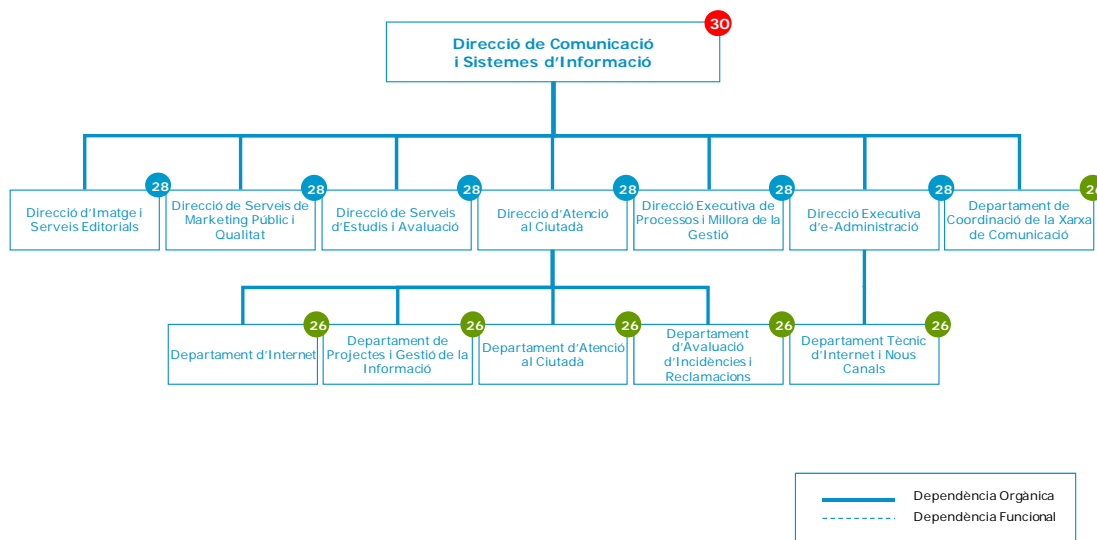 30
Direcció de Comunicació
i Sistemes d'Informació
28
28
28
28
28
28
26
Direcció d'Imatge i
Serveis Editorials
Direcció de Serveis de
Marketing Públic i
Qualitat
Direcció de Serveis
d'Estudis i Avaluació
Direcció d'Atenció
al Ciutadà
Direcció Executiva de
Processos i Millora de la
Gestió
Direcció Executiva
d'e-Administració
Departament de
Coordinació de la Xarxa
de Comunicació
26
26
26
26
26
Departament d'Internet
Departament de
Projectes i Gestió de la
Informació
Departament d'Atenció
al Ciutadà
Departament
d'Avaluació
d'Incidències i
Reclamacions
Departament Tècnic
d'Internet i Nous
Canals
Dependència Orgànica
Dependència Funcional